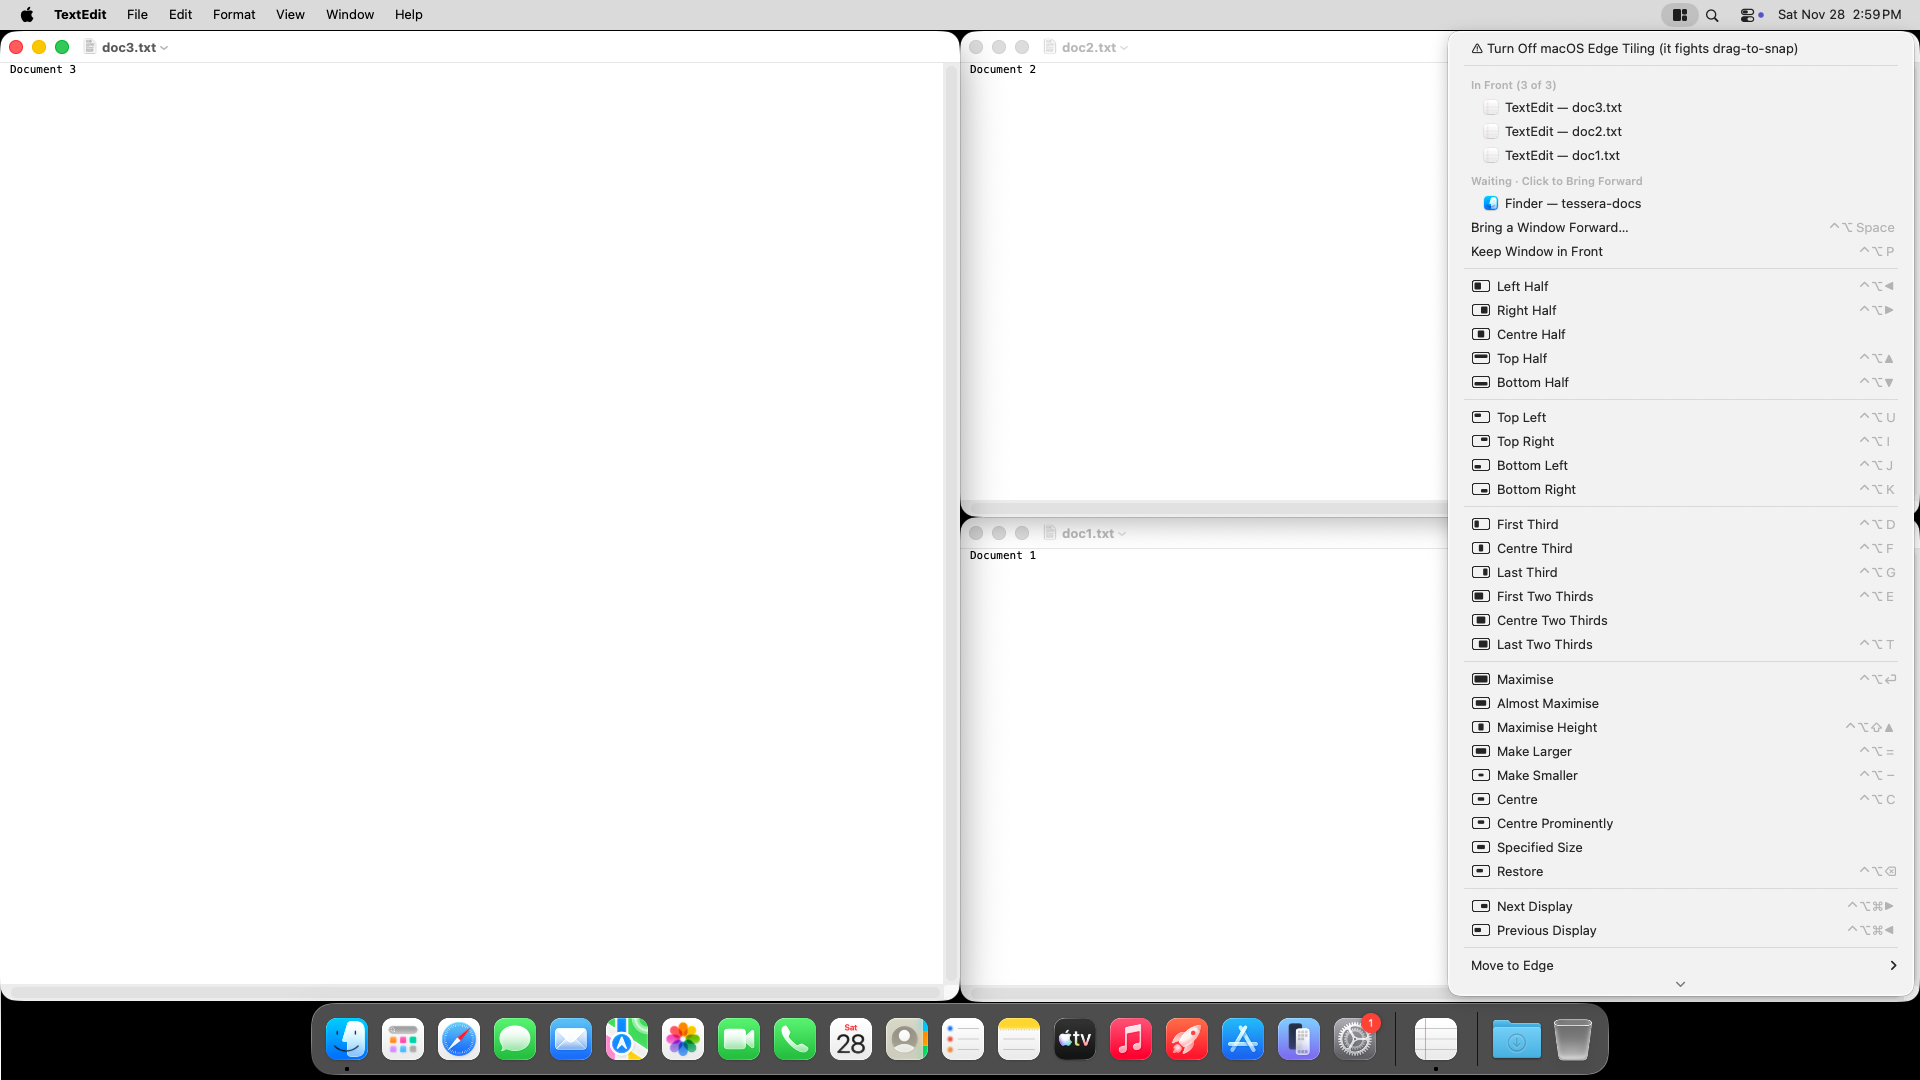 TextEdit File Edit Format View Window Help
Sat Nov 28 2:59 PM
doc3.txt
Document 3
doc2.txt
Document 2
doc1.txt
Document 1
⚠ Turn Off macOS Edge Tiling (it fights drag-to-snap)
In Front (3 of 3)
TextEdit — doc3.txt
TextEdit — doc2.txt
TextEdit — doc1.txt
Waiting · Click to Bring Forward
Finder — tessera-docs
Bring a Window Forward... ^⌥ Space
Keep Window in Front ^⌥ P
Left Half ^⌥◀
Right Half ^⌥▶
Centre Half
Top Half ^⌥▲
Bottom Half ^⌥▼
Top Left ^⌥ U
Top Right ^⌥ I
Bottom Left ^⌥ J
Bottom Right ^⌥ K
First Third ^⌥ D
Centre Third ^⌥ F
Last Third ^⌥ G
First Two Thirds ^⌥ E
Centre Two Thirds
Last Two Thirds ^⌥ T
Maximise ^⌥↩
Almost Maximise
Maximise Height ^⌥⇧▲
Make Larger ^⌥ =
Make Smaller ^⌥ −
Centre ^⌥ C
Centre Prominently
Specified Size
Restore ^⌥⌫
Next Display ^⌥⌘▶
Previous Display ^⌥⌘◀
Move to Edge
Sat
28
tv
1